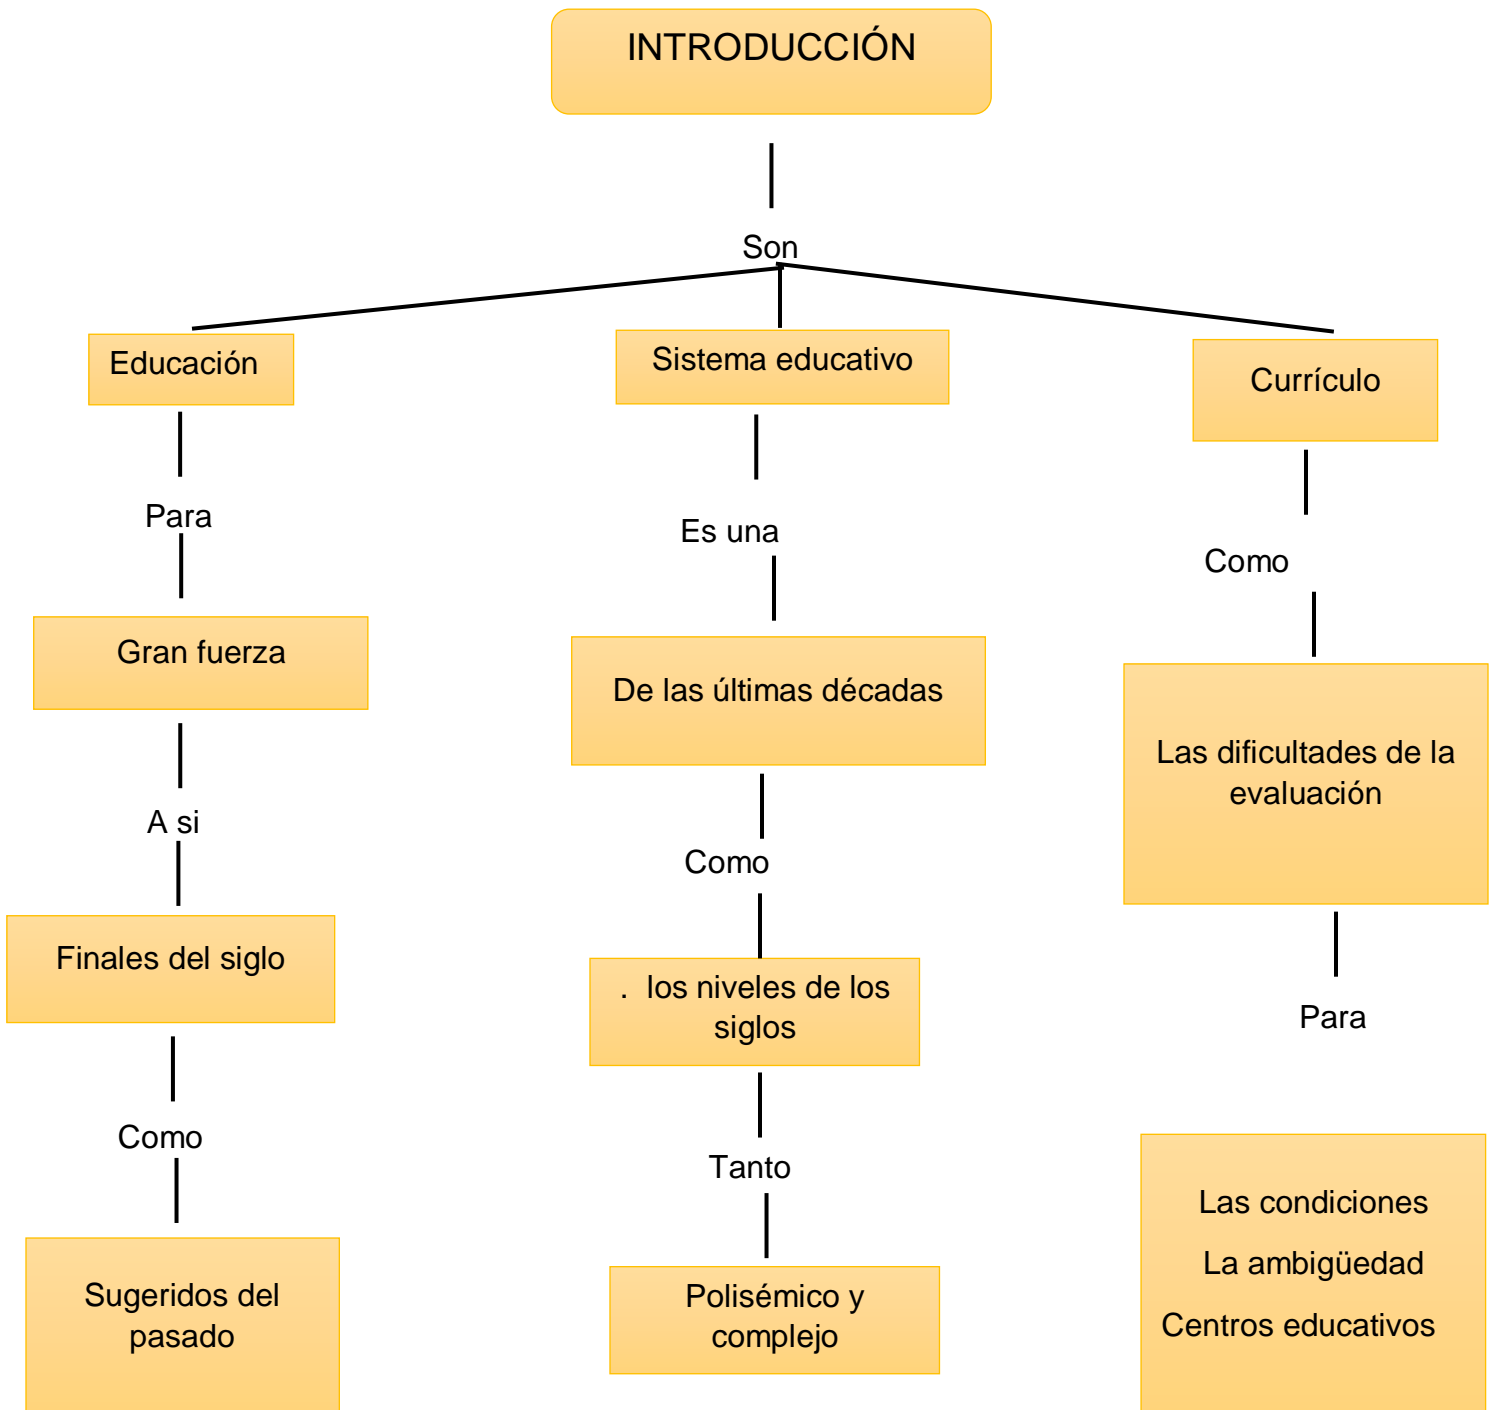 INTRODUCCIÓN
Son
Educación
Sistema educativo
Currículo
Para
Es una
Como
Gran fuerza
De las últimas décadas
Las dificultades de la
evaluación
A si
Como
Finales del siglo
. los niveles de los
siglos
Para
Como
Tanto
Sugeridos del
pasado
Polisémico y
complejo
Las condiciones
La ambigüedad
Centros educativos